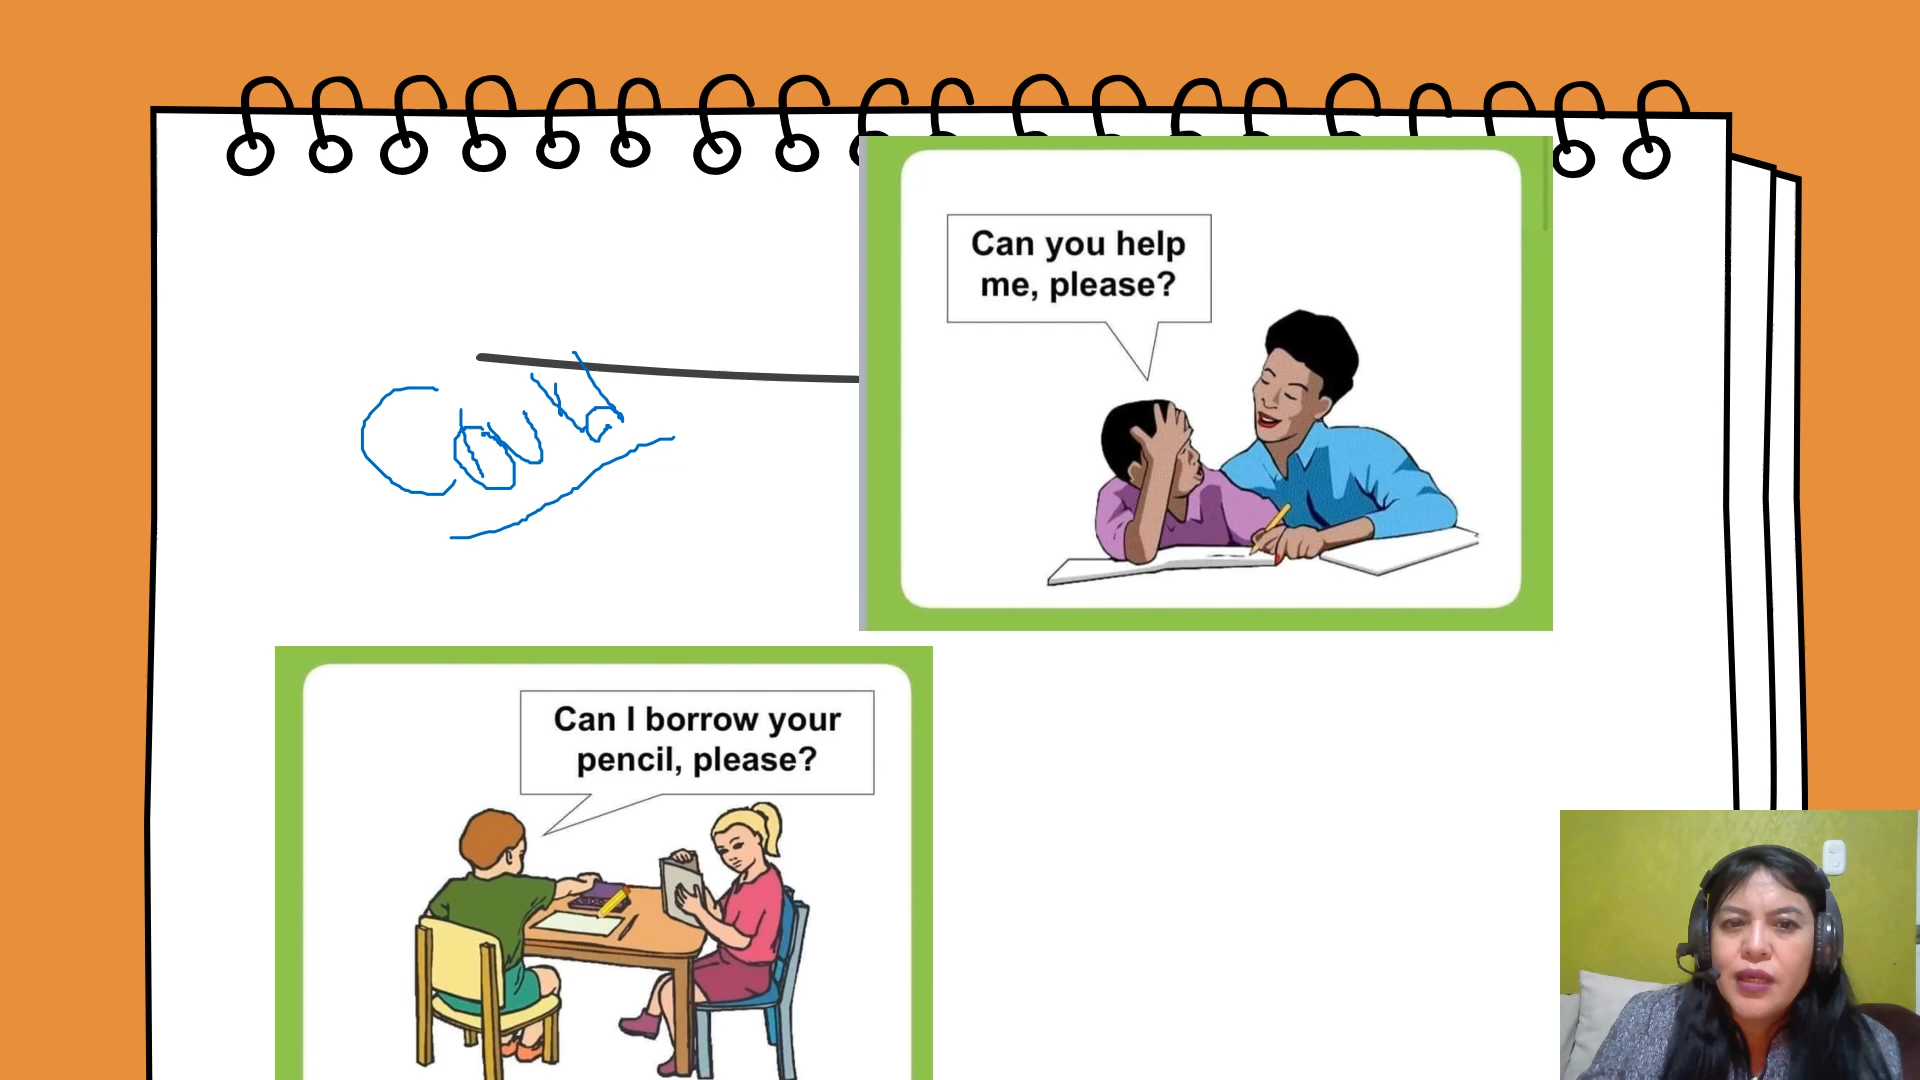 Can you help
me, please?
Could
Can I borrow your
pencil, please?